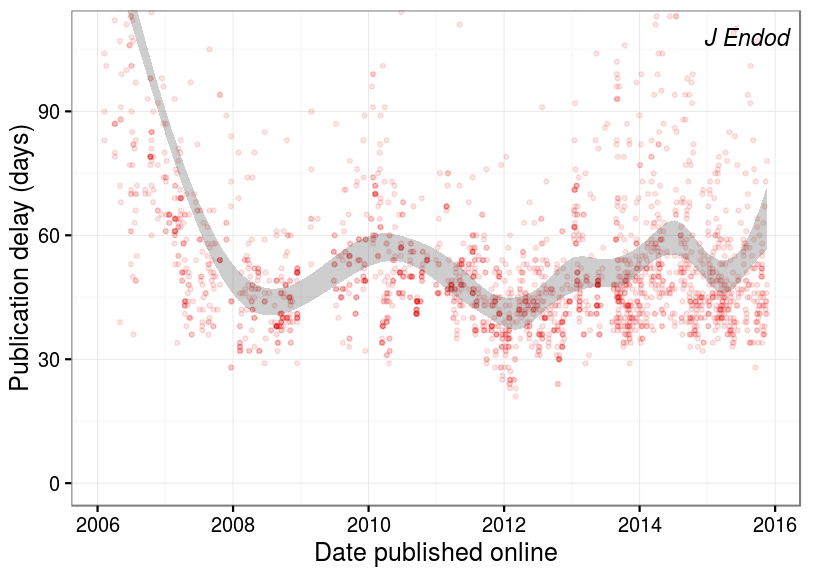 J Endod
Publication delay (days)
90
60
30
0
2006 2008 2010 2012 2014 2016
Date published online